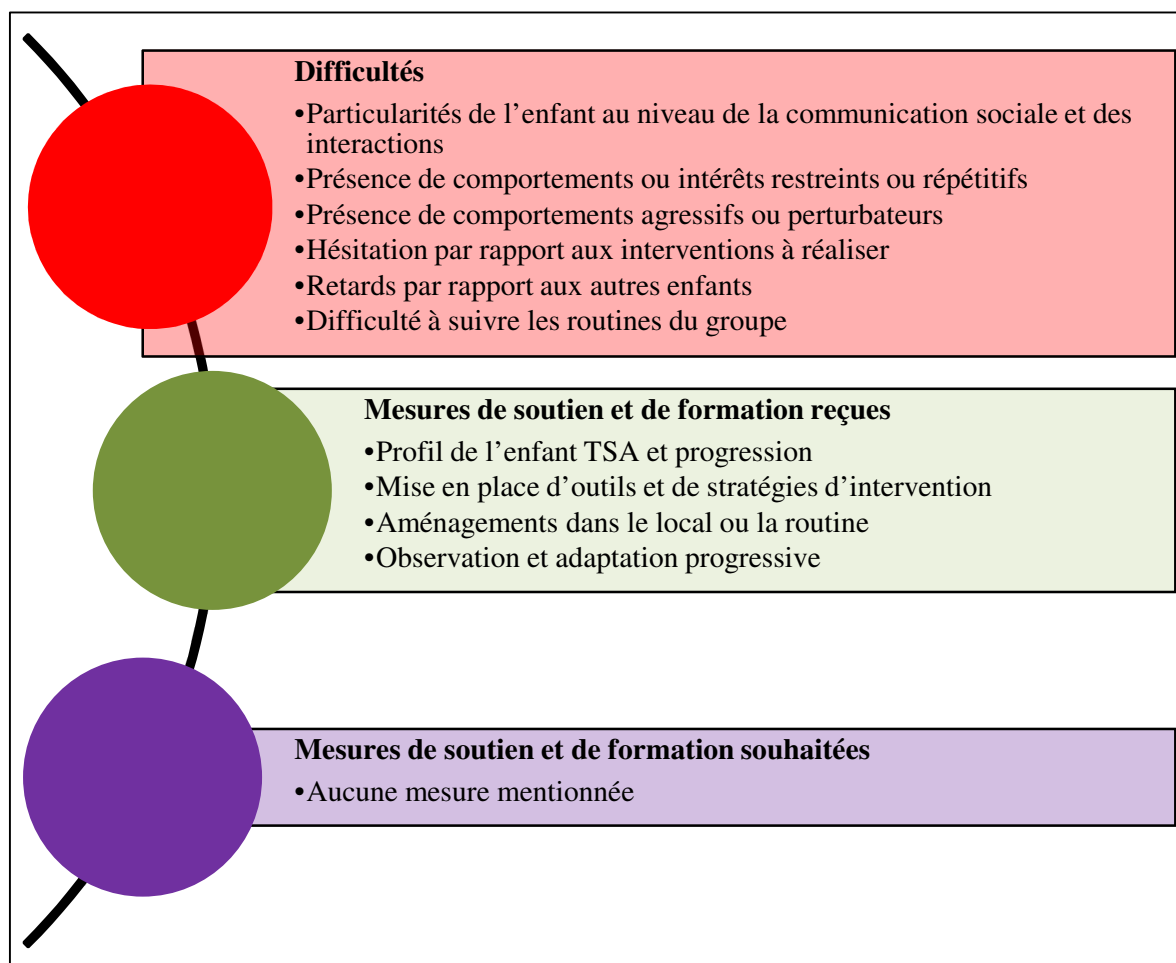 Difficultés
•Particularités de l’enfant au niveau de la communication sociale et des
interactions
•Présence de comportements ou intérêts restreints ou répétitifs
•Présence de comportements agressifs ou perturbateurs
•Hésitation par rapport aux interventions à réaliser
•Retards par rapport aux autres enfants
•Difficulté à suivre les routines du groupe
Mesures de soutien et de formation reçues
•Profil de l’enfant TSA et progression
•Mise en place d’outils et de stratégies d’intervention
•Aménagements dans le local ou la routine
•Observation et adaptation progressive
Mesures de soutien et de formation souhaitées
•Aucune mesure mentionnée